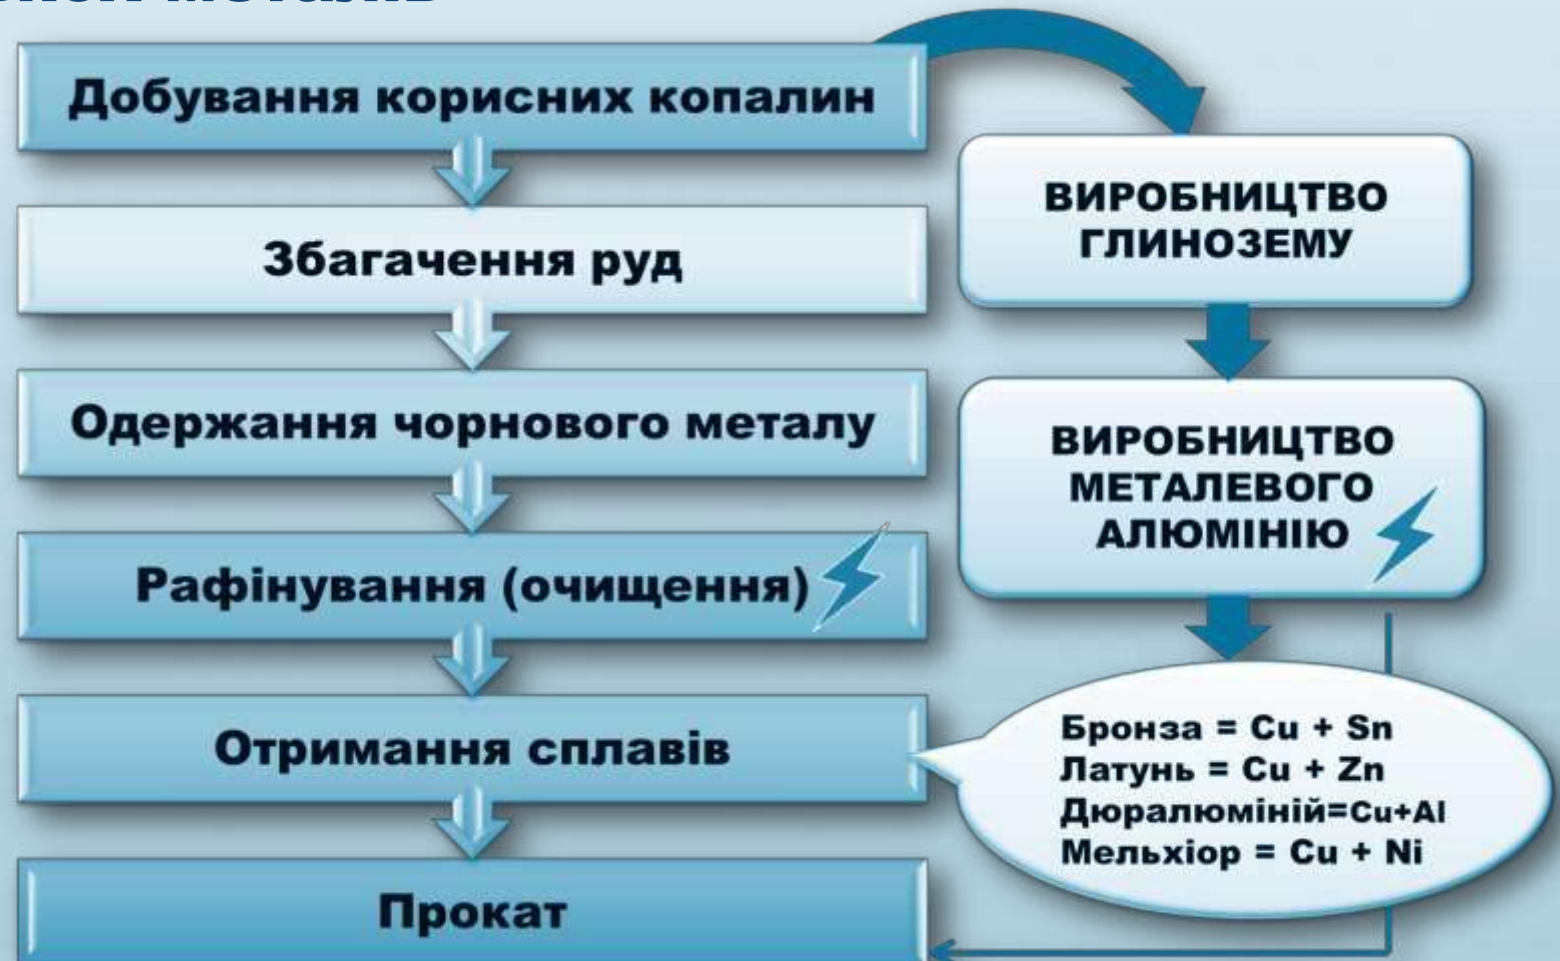 Добування корисних копалин
Збагачення руд
Одержання чорнового металу
Рафінування (очищення)
Отримання сплавів
Прокат
ВИРОБНИЦТВО
ГЛИНОЗЕМУ
ВИРОБНИЦТВО
МЕТАЛЕВОГО
АЛЮМІНІЮ
Бронза = Cu + Sn
Латунь = Cu + Zn
Дюралюміній=Cu+Al
Мельхіор = Cu + Ni